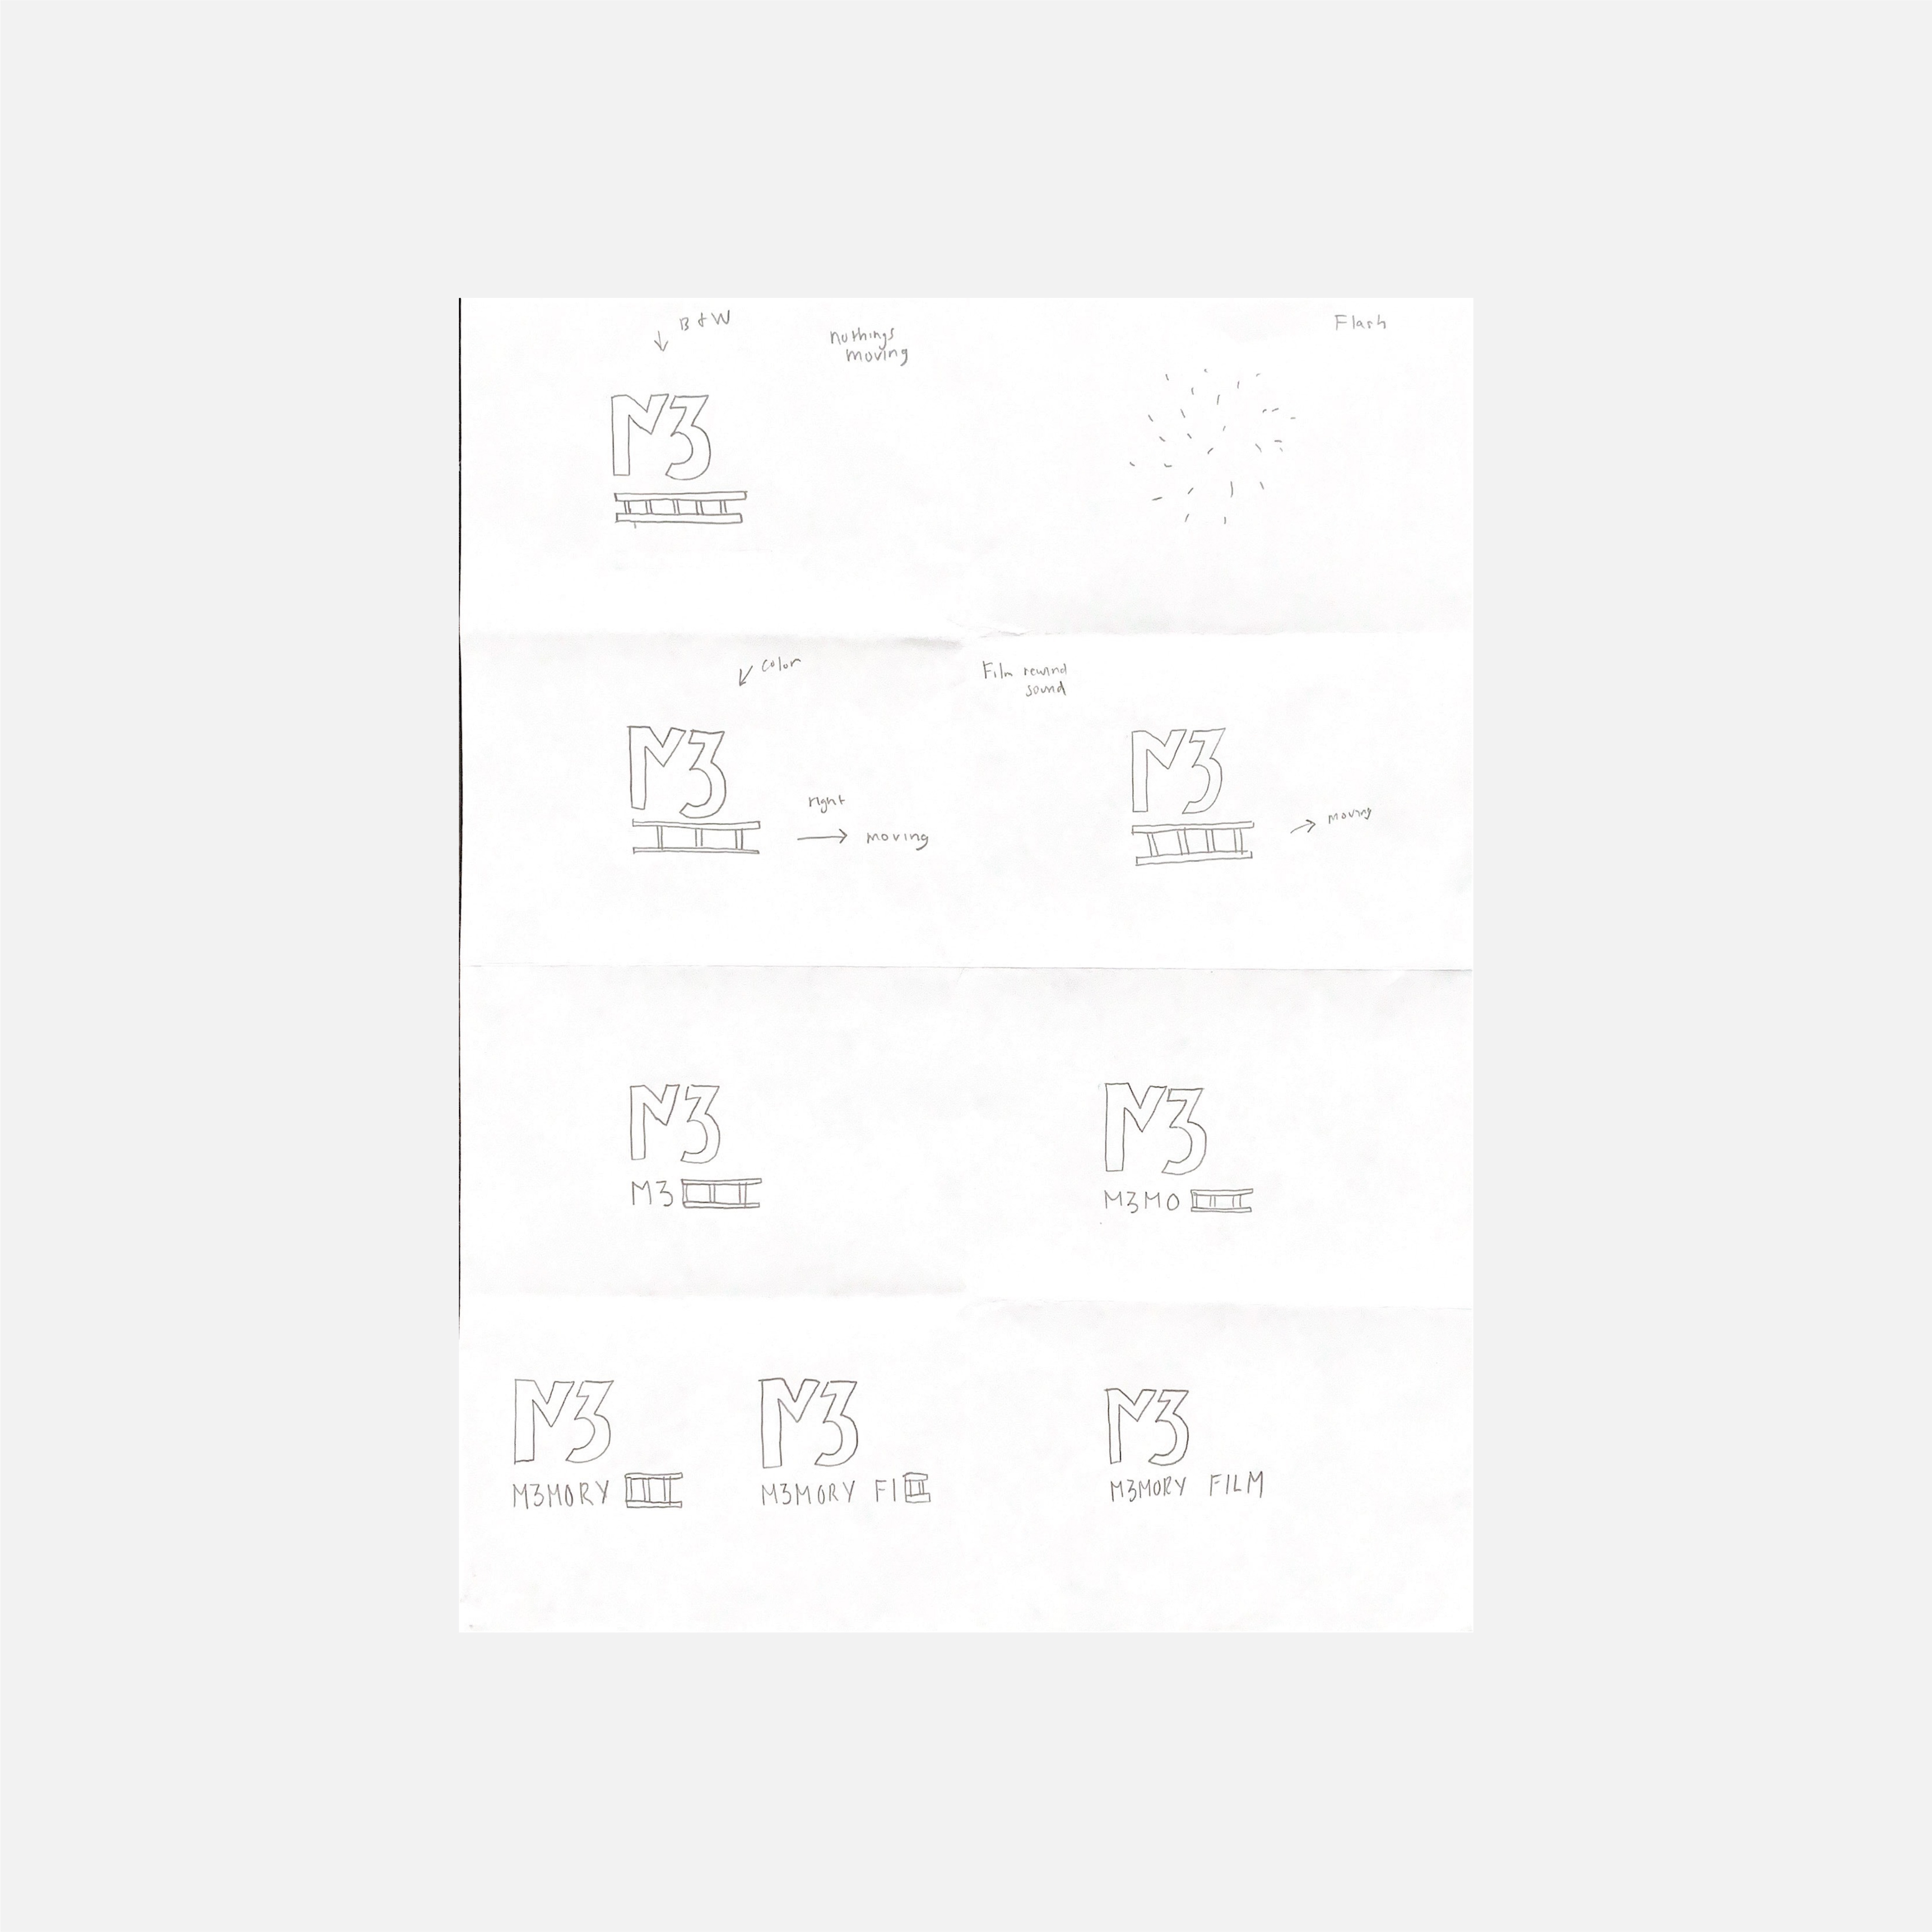 B & W
nothings
moving
Flash
M3
color
Film rewind
sound
M3
M3
right
moving
moving
M3
M3
M3
M3MO
M3
M3
M3
M3MORY
M3MORY FI
M3MORY FILM